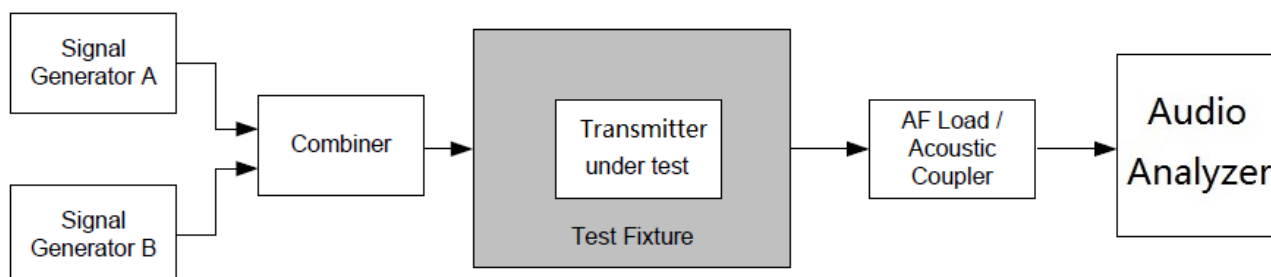 Signal
Generator A
Signal
Generator B
Combiner
Transmitter
under test
Test Fixture
AF Load /
Acoustic
Coupler
Audio
Analyzer